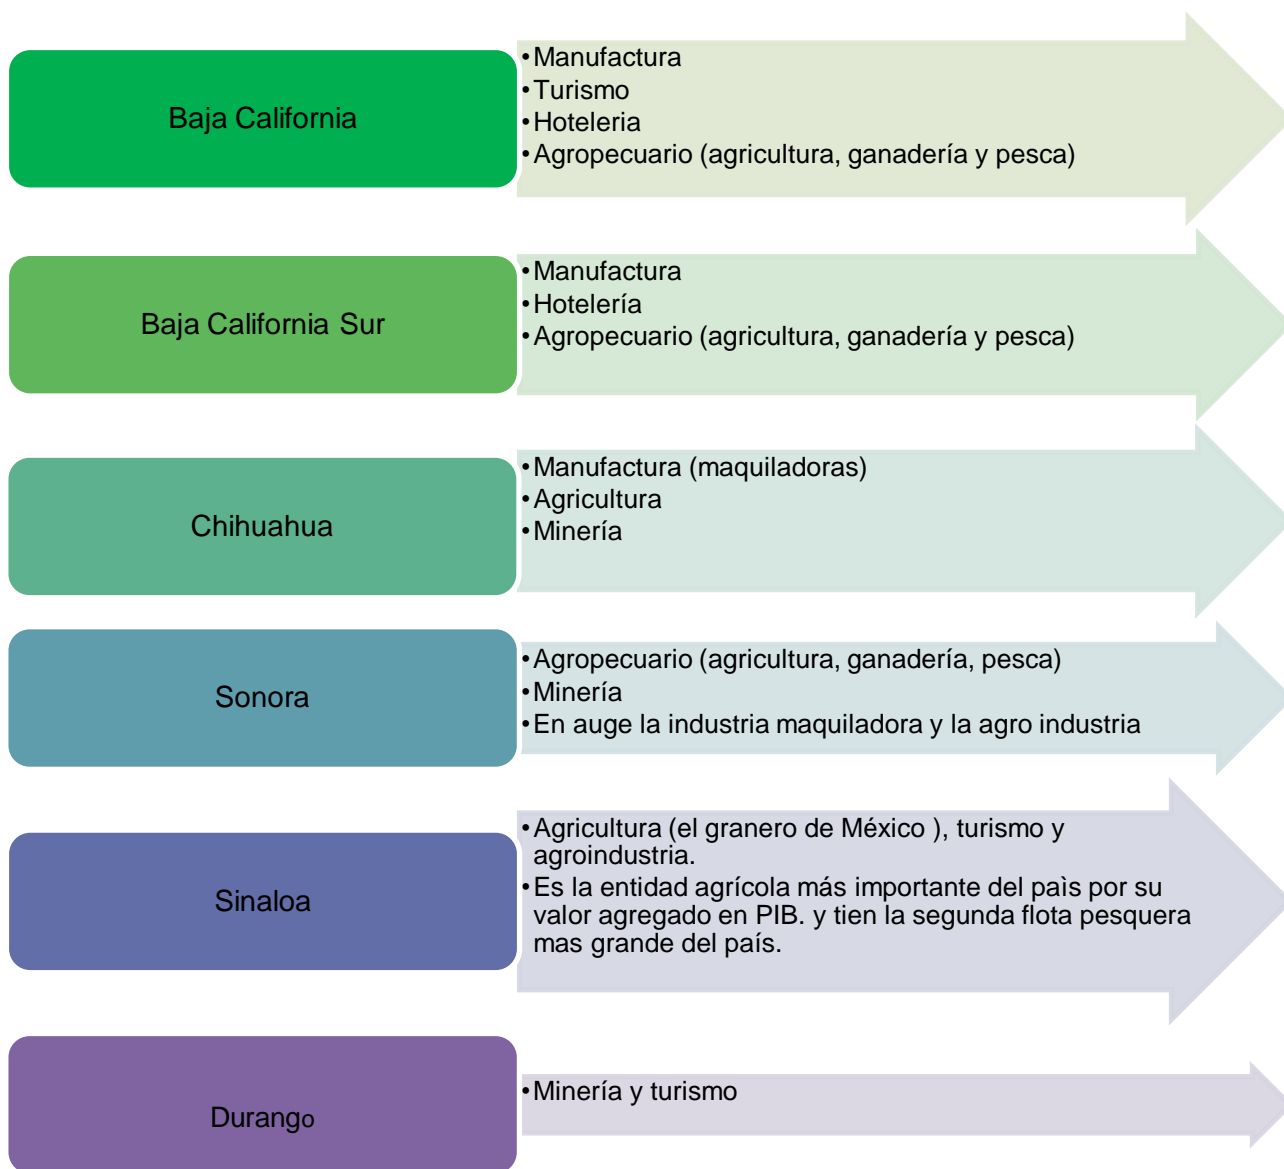 Baja California
•Manufactura
•Turismo
•Hoteleria
•Agropecuario (agricultura, ganadería y pesca)
Baja California Sur
•Manufactura
•Hotelería
•Agropecuario (agricultura, ganadería y pesca)
Chihuahua
•Manufactura (maquiladoras)
•Agricultura
•Minería
Sonora
•Agropecuario (agricultura, ganadería, pesca)
•Minería
•En auge la industria maquiladora y la agro industria
Sinaloa
•Agricultura (el granero de México ), turismo y
agroindustria.
•Es la entidad agrícola más importante del paìs por su
valor agregado en PIB. y tien la segunda flota pesquera
mas grande del país.
Durango
•Minería y turismo